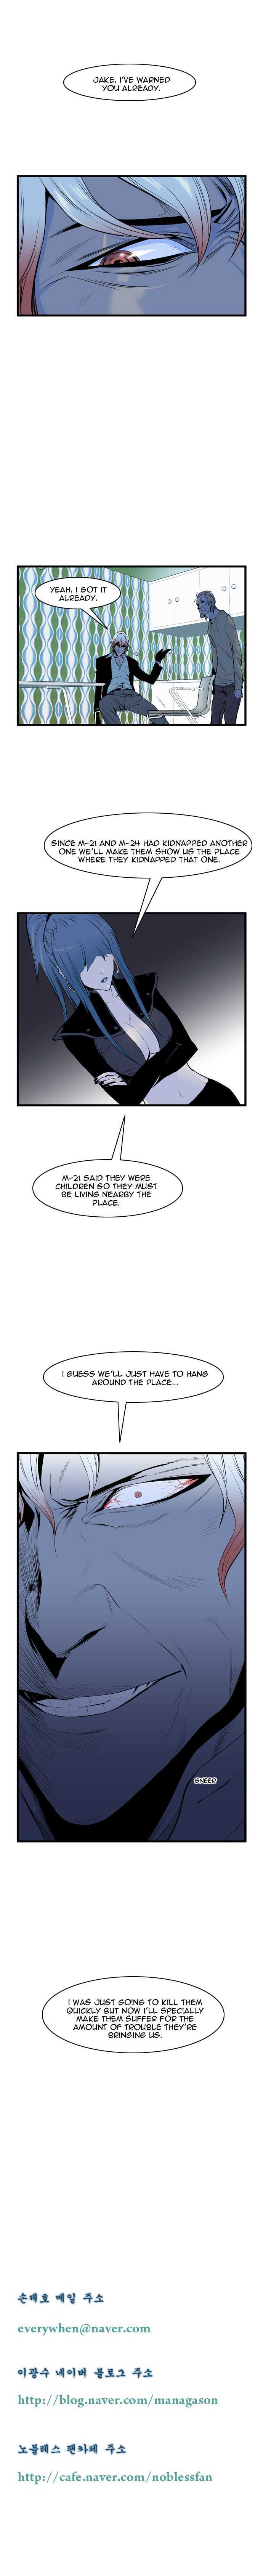 JAKE. I'VE WARNED
YOU ALREADY.
YEAH, I GOT IT
ALREADY.
SINCE M-21 AND M-24 HAD KIDNAPPED ANOTHER
ONE WE'LL MAKE THEM SHOW US THE PLACE
WHERE THEY KIDNAPPED THAT ONE.
M-21 SAID THEY WERE
CHILDREN SO THEY MUST
BE LIVING NEARBY THE
PLACE.
I GUESS WE'LL JUST HAVE TO HANG
AROUND THE PLACE...
SNEER
I WAS JUST GOING TO KILL THEM
QUICKLY BUT NOW I'LL SPECIALLY
MAKE THEM SUFFER FOR THE
AMOUNT OF TROUBLE THEY'RE
BRINGING US.
손제호 메일 주소
everywhen@naver.com
이광수 네이버 블로그 주소
http://blog.naver.com/managason
노블레스 팬카페 주소
http://cafe.naver.com/noblessfan